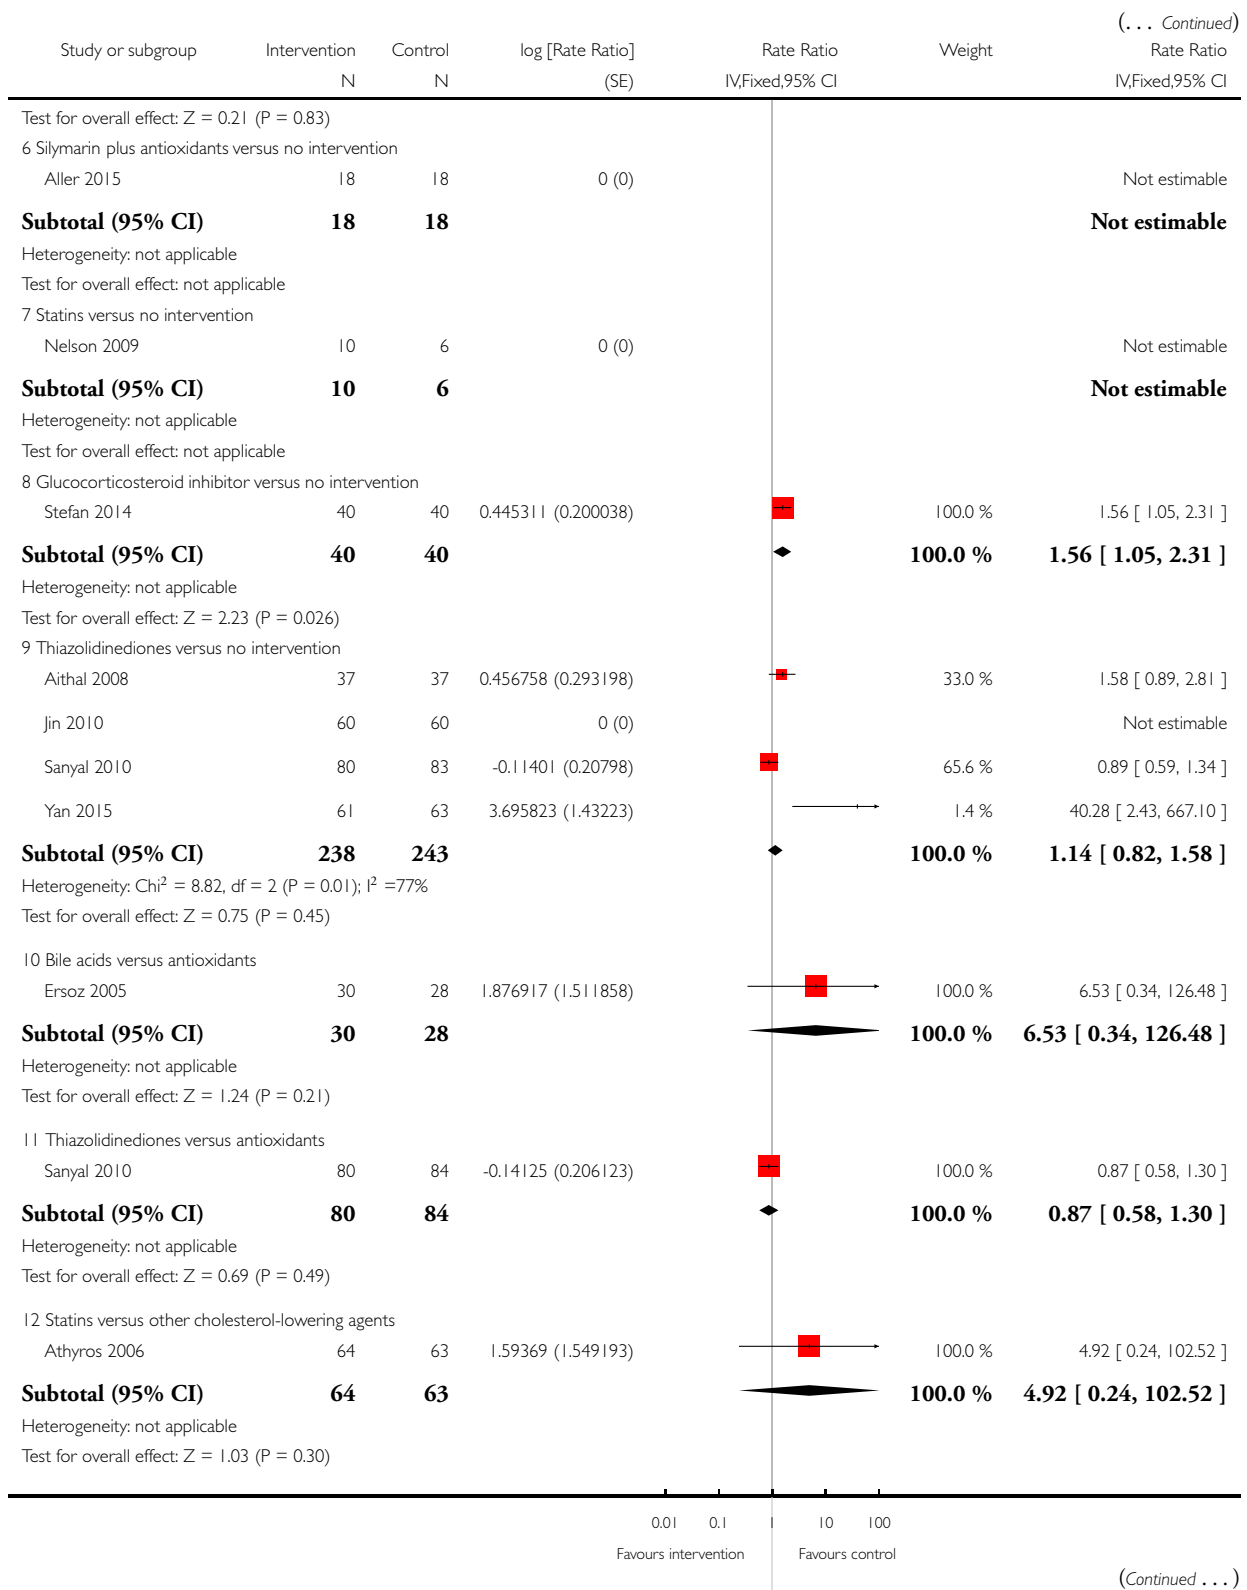 (... Continued)
Study or subgroup Intervention Control log [Rate Ratio] Rate Ratio Weight Rate Ratio
N N (SE) IV,Fixed,95% CI IV,Fixed,95% CI
Test for overall effect: Z = 0.21 (P = 0.83)
6 Silymarin plus antioxidants versus no intervention
Aller 2015 18 18 0 (0) Not estimable
Subtotal (95% CI) 18 18 Not estimable
Heterogeneity: not applicable
Test for overall effect: not applicable
7 Statins versus no intervention
Nelson 2009 10 6 0 (0) Not estimable
Subtotal (95% CI) 10 6 Not estimable
Heterogeneity: not applicable
Test for overall effect: not applicable
8 Glucocorticosteroid inhibitor versus no intervention
Stefan 2014 40 40 0.445311 (0.200038) 100.0 % 1.56 [ 1.05, 2.31 ]
Subtotal (95% CI) 40 40 100.0 % 1.56 [ 1.05, 2.31 ]
Heterogeneity: not applicable
Test for overall effect: Z = 2.23 (P = 0.026)
9 Thiazolidinediones versus no intervention
Aithal 2008 37 37 0.456758 (0.293198) 33.0 % 1.58 [ 0.89, 2.81 ]
Jin 2010 60 60 0 (0) Not estimable
Sanyal 2010 80 83 -0.11401 (0.20798) 65.6 % 0.89 [ 0.59, 1.34 ]
Yan 2015 61 63 3.695823 (1.43223) 1.4 % 40.28 [ 2.43, 667.10 ]
Subtotal (95% CI) 238 243 100.0 % 1.14 [ 0.82, 1.58 ]
Heterogeneity: Chi² = 8.82, df = 2 (P = 0.01); I² =77%
Test for overall effect: Z = 0.75 (P = 0.45)
10 Bile acids versus antioxidants
Ersoz 2005 30 28 1.876917 (1.511858) 100.0 % 6.53 [ 0.34, 126.48 ]
Subtotal (95% CI) 30 28 100.0 % 6.53 [ 0.34, 126.48 ]
Heterogeneity: not applicable
Test for overall effect: Z = 1.24 (P = 0.21)
11 Thiazolidinediones versus antioxidants
Sanyal 2010 80 84 -0.14125 (0.206123) 100.0 % 0.87 [ 0.58, 1.30 ]
Subtotal (95% CI) 80 84 100.0 % 0.87 [ 0.58, 1.30 ]
Heterogeneity: not applicable
Test for overall effect: Z = 0.69 (P = 0.49)
12 Statins versus other cholesterol-lowering agents
Athyros 2006 64 63 1.59369 (1.549193) 100.0 % 4.92 [ 0.24, 102.52 ]
Subtotal (95% CI) 64 63 100.0 % 4.92 [ 0.24, 102.52 ]
Heterogeneity: not applicable
Test for overall effect: Z = 1.03 (P = 0.30)
0.01 0.1 1 10 100
Favours intervention Favours control
(Continued ...)